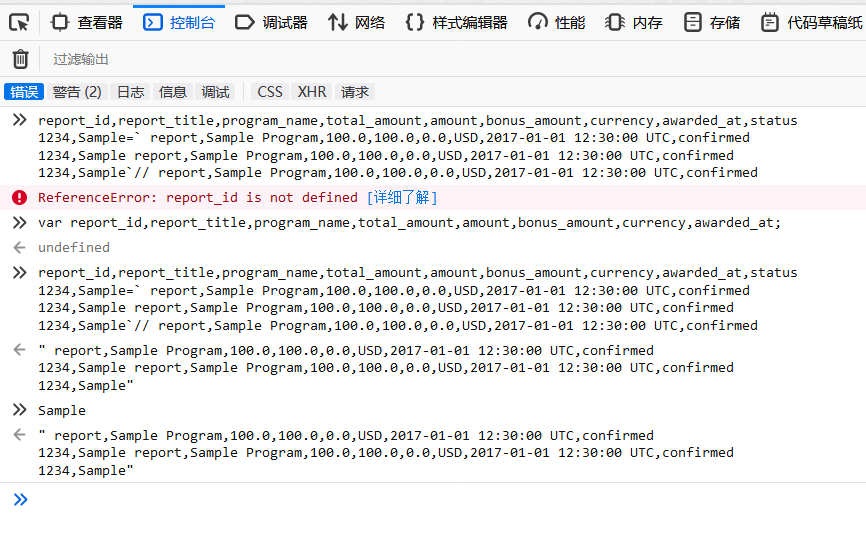 查看器 控制台 调试器 网络 样式编辑器 性能 内存 存储 代码草稿纸
过滤输出
错误 警告 (2) 日志 信息 调试 CSS XHR 请求
report_id,report_title,program_name,total_amount,amount,bonus_amount,currency,awarded_at,status
1234,Sample=` report,Sample Program,100.0,100.0,0.0,USD,2017-01-01 12:30:00 UTC,confirmed
1234,Sample report,Sample Program,100.0,100.0,0.0,USD,2017-01-01 12:30:00 UTC,confirmed
1234,Sample`// report,Sample Program,100.0,100.0,0.0,USD,2017-01-01 12:30:00 UTC,confirmed
ReferenceError: report_id is not defined [详细了解]
var report_id,report_title,program_name,total_amount,amount,bonus_amount,currency,awarded_at;
undefined
report_id,report_title,program_name,total_amount,amount,bonus_amount,currency,awarded_at,status
1234,Sample=` report,Sample Program,100.0,100.0,0.0,USD,2017-01-01 12:30:00 UTC,confirmed
1234,Sample report,Sample Program,100.0,100.0,0.0,USD,2017-01-01 12:30:00 UTC,confirmed
1234,Sample`// report,Sample Program,100.0,100.0,0.0,USD,2017-01-01 12:30:00 UTC,confirmed
" report,Sample Program,100.0,100.0,0.0,USD,2017-01-01 12:30:00 UTC,confirmed
1234,Sample report,Sample Program,100.0,100.0,0.0,USD,2017-01-01 12:30:00 UTC,confirmed
1234,Sample"
Sample
" report,Sample Program,100.0,100.0,0.0,USD,2017-01-01 12:30:00 UTC,confirmed
1234,Sample report,Sample Program,100.0,100.0,0.0,USD,2017-01-01 12:30:00 UTC,confirmed
1234,Sample"